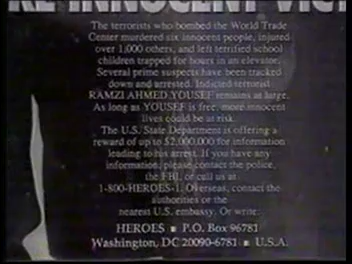 RE INNOCENT VICT
The terrorists who bombed the World Trade
Center murdered six innocent people, injured
over 1,000 others, and left terrified school
children trapped for hours in an elevator.
Several prime suspects have been tracked
down and arrested. Indicted terrorist
RAMZI AHMED YOUSEF remains at large.
As long as YOUSEF is free, more innocent
lives could be at risk.
The U.S. State Department is offering a
reward of up to $2,000,000 for information
leading to his arrest. If you have any
information, please contact the police,
the FBI, or call us at
1-800-HEROES-1. Overseas, contact the
authorities or the
nearest U.S. embassy. Or write:
HEROES ■ P.O. Box 96781
Washington, DC 20090-6781 ■ U.S.A.